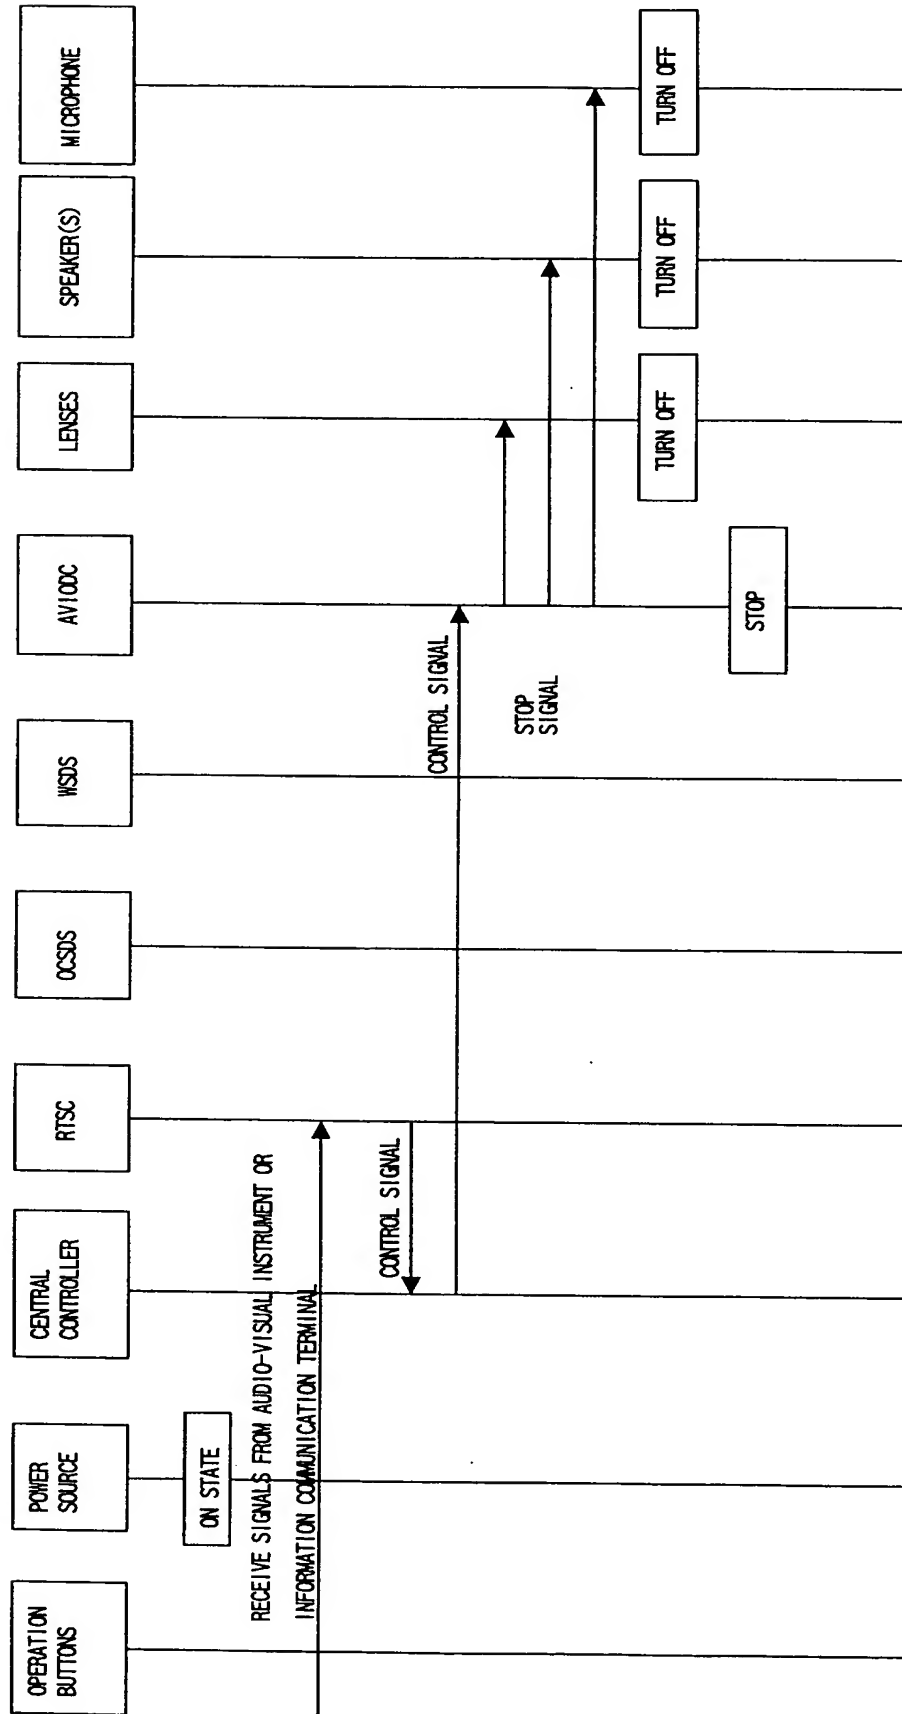 OPERATION
BUTTONS
POWER
SOURCE
CENTRAL
CONTROLLER
RTSC
OCSDS
WSDS
AVIODC
LENSES
SPEAKER(S)
MICROPHONE
ON STATE
RECEIVE SIGNALS FROM AUDIO-VISUAL INSTRUMENT OR
INFORMATION COMMUNICATION TERMINAL
CONTROL SIGNAL
CONTROL SIGNAL
STOP
SIGNAL
TURN OFF
TURN OFF
TURN OFF
STOP